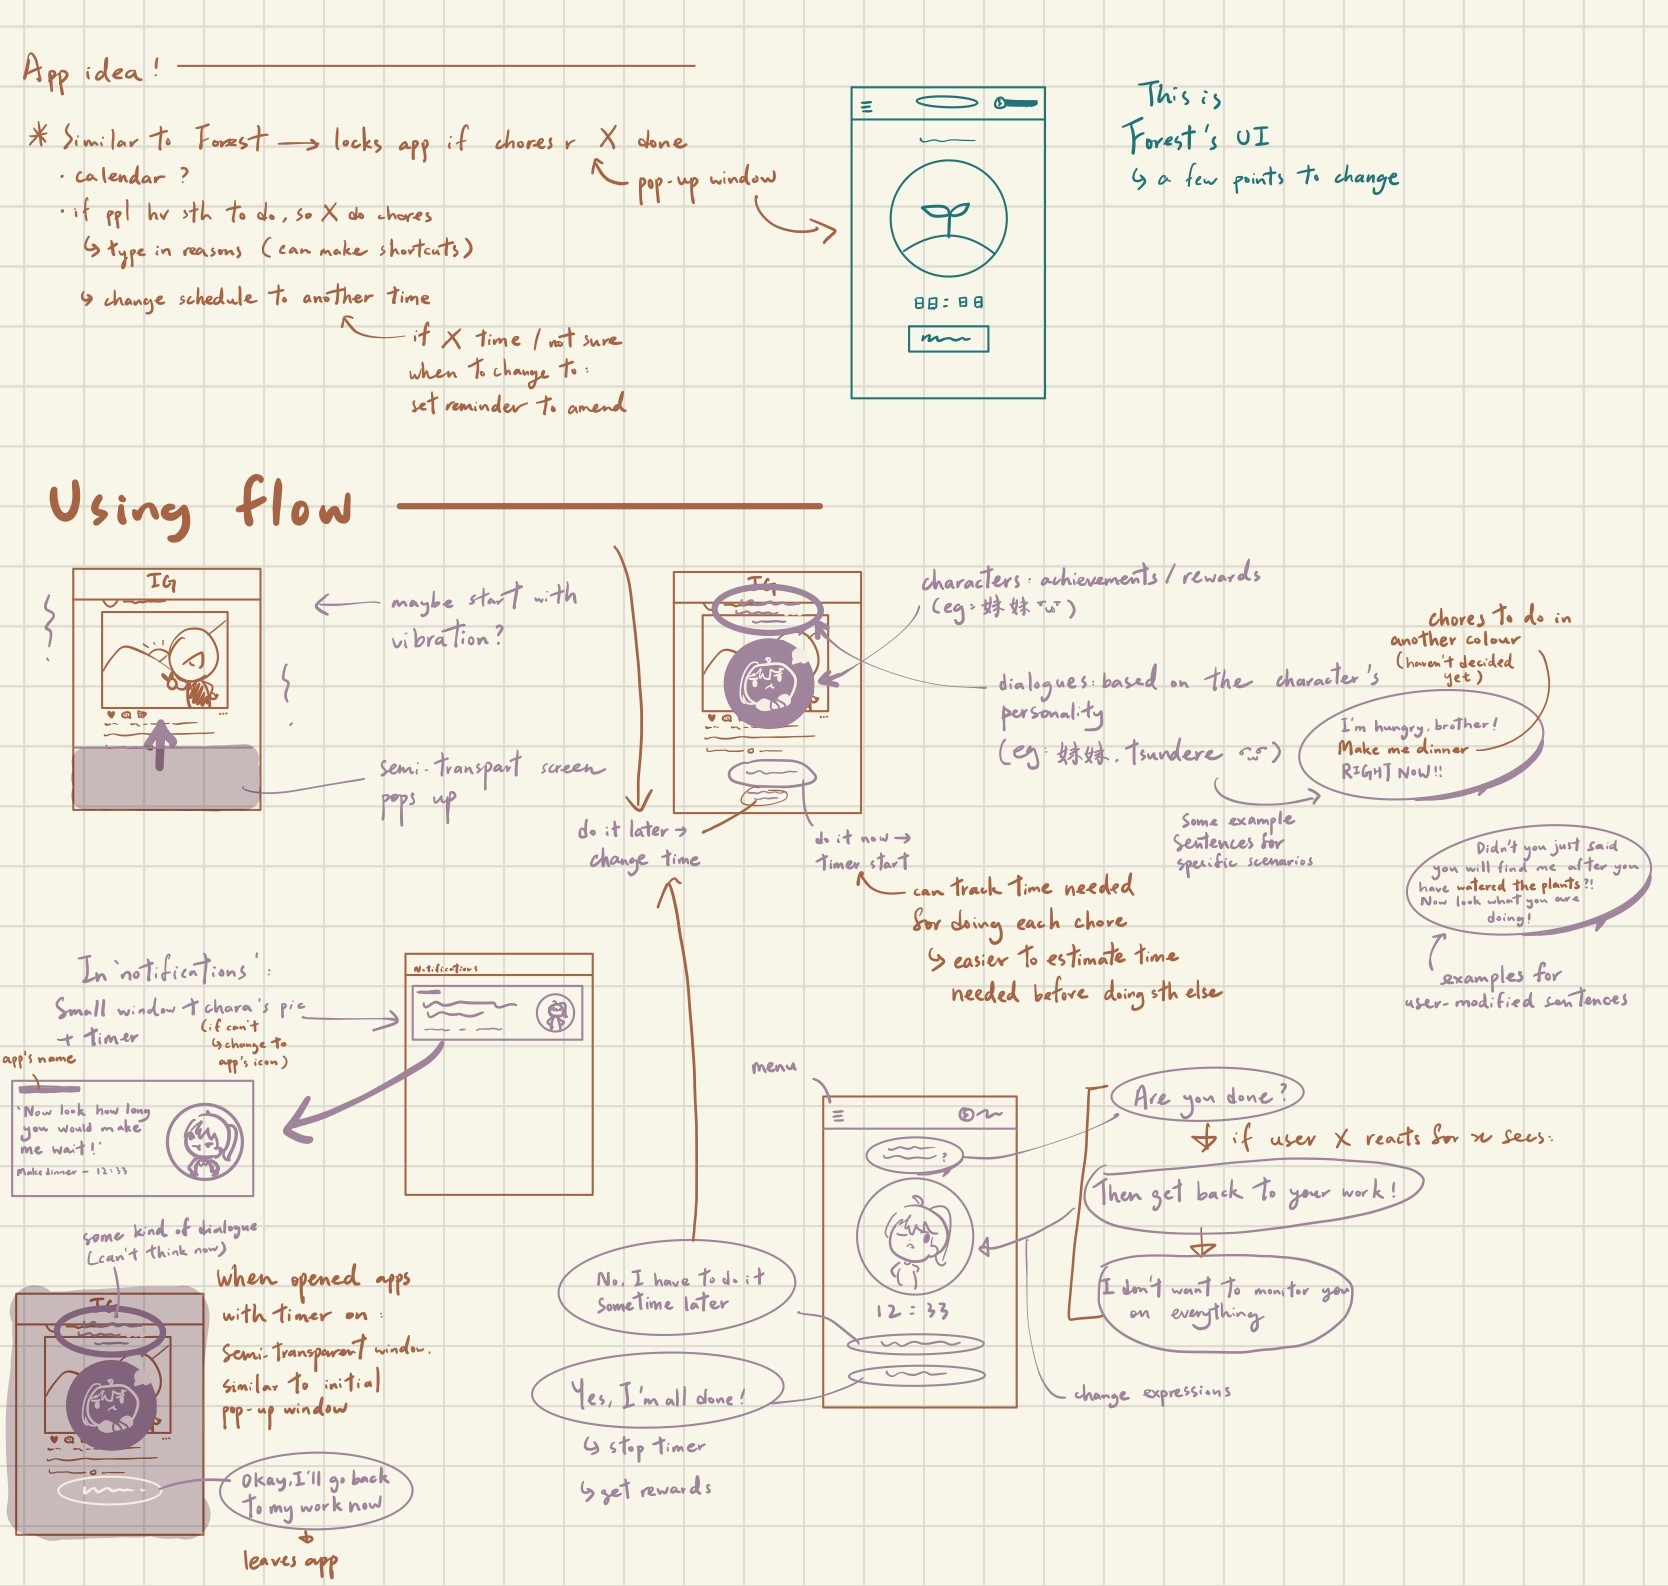 App idea!
* Similar to Forest → locks app if chores r X done
pop-up window
· calendar ?
· if ppl hv sth to do, so X do chores
↳ type in reasons (can make shortcuts)
↳ change schedule to another time
if X time / not sure
when to change to:
set reminder to amend
This is
Forest's UI
↳ a few points to change
88:88
Using flow
IG
maybe start with
vibration?
semi-transpart screen
pops up
IG
characters: achievements / rewards
(eg: 妹妹 )
dialogues: based on the character's
personality
(eg: 妹妹, tsundere )
chores to do in
another colour
(haven't decided
yet)
I'm hungry, brother!
Make me dinner
RIGHT NOW!!
Some example
sentences for
specific scenarios
Didn't you just said
you will find me after you
have watered the plants?!
Now look what you are
doing!
examples for
user-modified sentences
do it later →
change time
do it now →
timer start
can track time needed
for doing each chore
↳ easier to estimate time
needed before doing sth else
In 'notifications':
Small window + chara's pic
+ timer
(if can't
↳ change to
app's icon)
app's name
Notifications
'Now look how long
you would make
me wait!'
Make dinner - 12:33
menu
?
12:33
Are you done?
if user X reacts for n secs:
Then get back to your work!
I don't want to monitor you
on everything
change expressions
No, I have to do it
sometime later
Yes, I'm all done!
↳ stop timer
↳ get rewards
some kind of dialogue
(can't think now)
IG
When opened apps
with timer on:
Semi-transparent window.
similar to initial
pop-up window
Okay, I'll go back
to my work now
leaves app